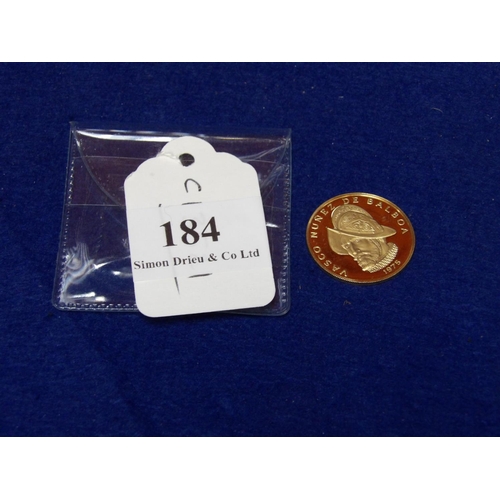 184
Simon Drieu & Co Ltd
VASCO NUÑEZ DE BALBOA
1975